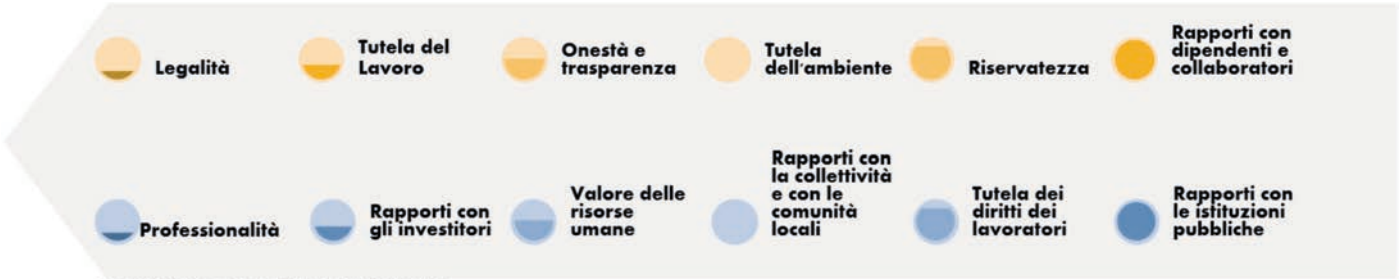 Legalità
Tutela del
Lavoro
Onestà e
trasparenza
Tutela
dell'ambiente
Riservatezza
Rapporti con
dipendenti e
collaboratori
Professionalità
Rapporti con
gli investitori
Valore delle
risorse
umane
Rapporti con
la collettività
e con le
comunità
locali
Tutela dei
diritti dei
lavoratori
Rapporti con
le istituzioni
pubbliche